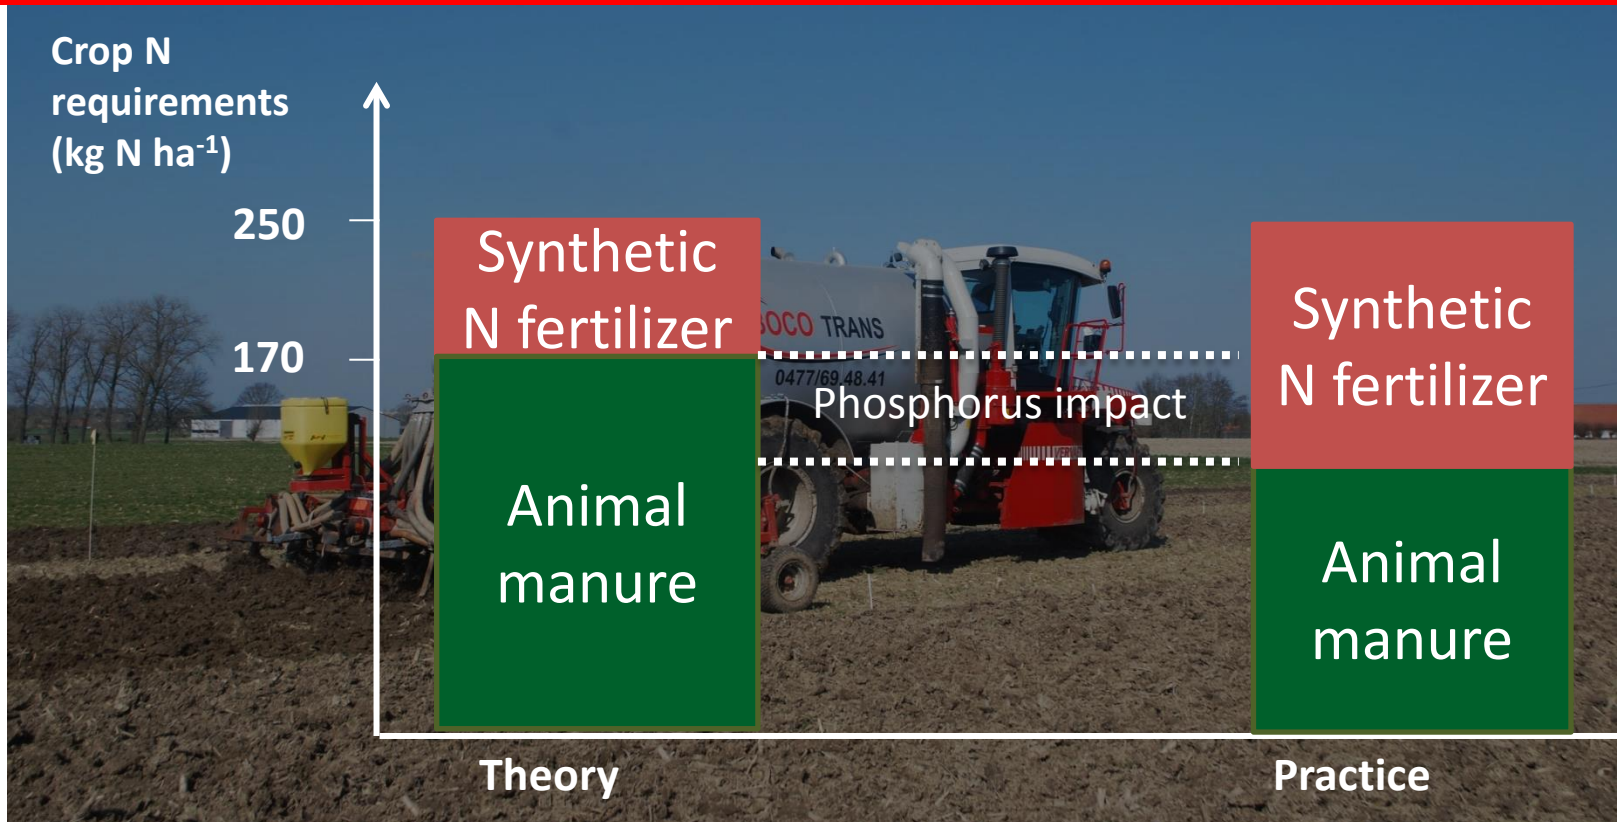 Crop N
requirements
(kg N ha⁻¹)
250
170
Synthetic
N fertilizer
Animal
manure
OCO TRANS
0477/69.48.41
Phosphorus impact
Synthetic
N fertilizer
Animal
manure
Theory
Practice